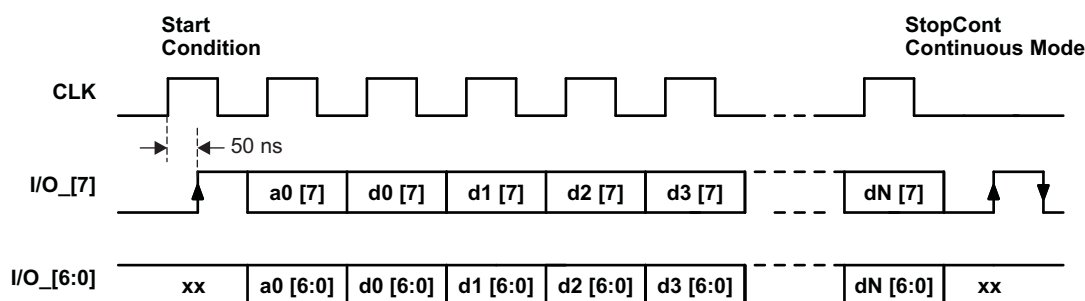 Start
Condition
StopCont
Continuous Mode
CLK
50 ns
I/O_[7]
a0 [7] d0 [7] d1 [7] d2 [7] d3 [7] dN [7]
I/O_[6:0]
xx a0 [6:0] d0 [6:0] d1 [6:0] d2 [6:0] d3 [6:0] dN [6:0] xx